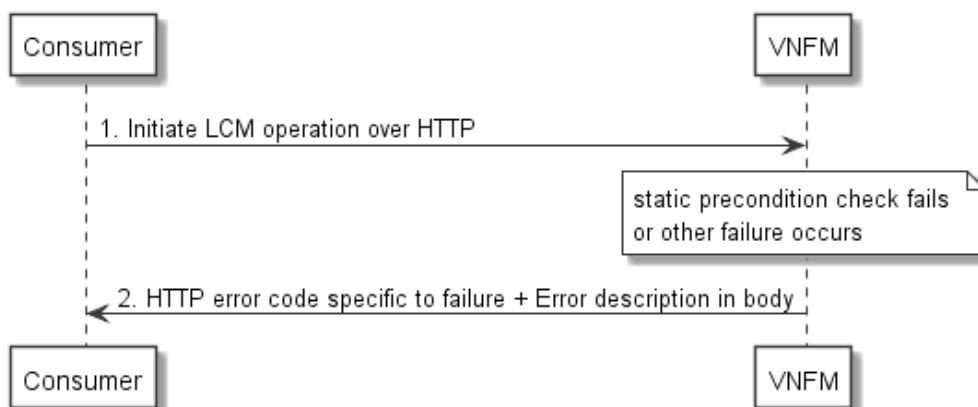 Consumer
VNFM
1. Initiate LCM operation over HTTP
static precondition check fails
or other failure occurs
2. HTTP error code specific to failure + Error description in body
Consumer
VNFM